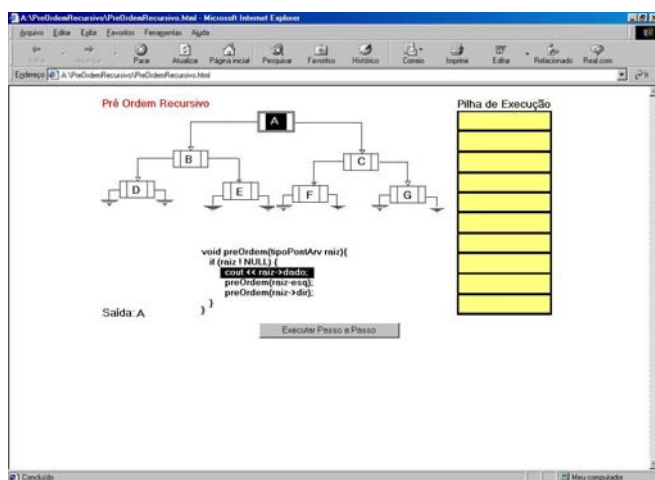 A:\PreOrdemRecursivo\PreOrdemRecursivo.html - Microsoft Internet Explorer
Arquivo Editar Exibir Favoritos Ferramentas Ajuda
Parar Atualizar Página inicial Pesquisar Favoritos Histórico Correio Imprimir Editar Relacionado Real.com
Endereço A:\PreOrdemRecursivo\PreOrdemRecursivo.html
Pré Ordem Recursivo
Pilha de Execução
A
B
C
D
E
F
G
void preOrdem(tipoPontArv raiz){
if (raiz ! NULL) {
cout << raiz->dado;
preOrdem(raiz-esq);
preOrdem(raiz->dir);
}
}
Saída: A
Executar Passo a Passo
Concluído
Meu computador